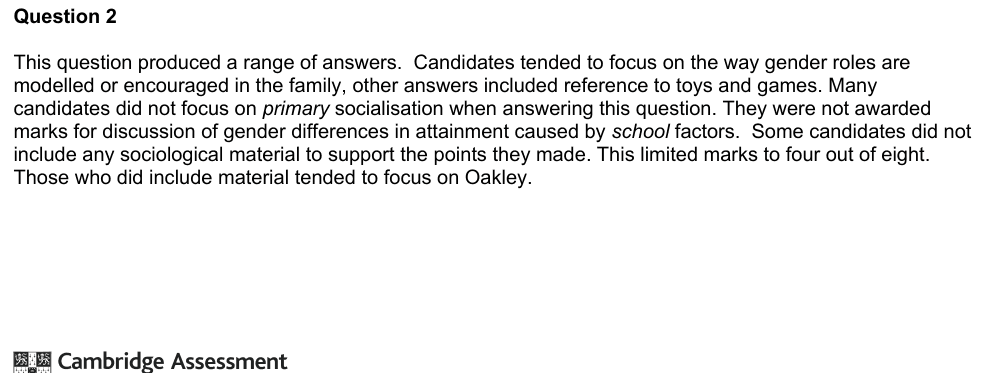 Question 2
This question produced a range of answers.  Candidates tended to focus on the way gender roles are
modelled or encouraged in the family, other answers included reference to toys and games. Many
candidates did not focus on primary socialisation when answering this question. They were not awarded
marks for discussion of gender differences in attainment caused by school factors.  Some candidates did not
include any sociological material to support the points they made. This limited marks to four out of eight.
Those who did include material tended to focus on Oakley.
Cambridge Assessment